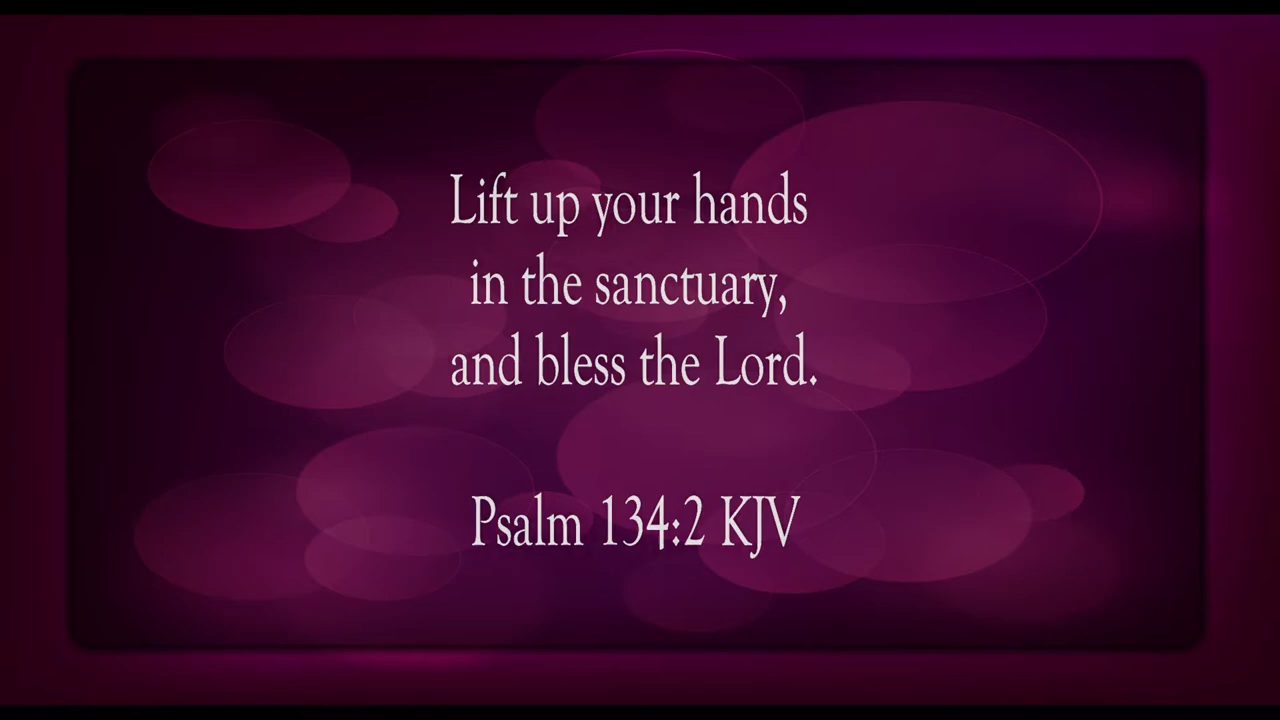 Lift up your hands
in the sanctuary,
and bless the Lord.
Psalm 134:2 KJV